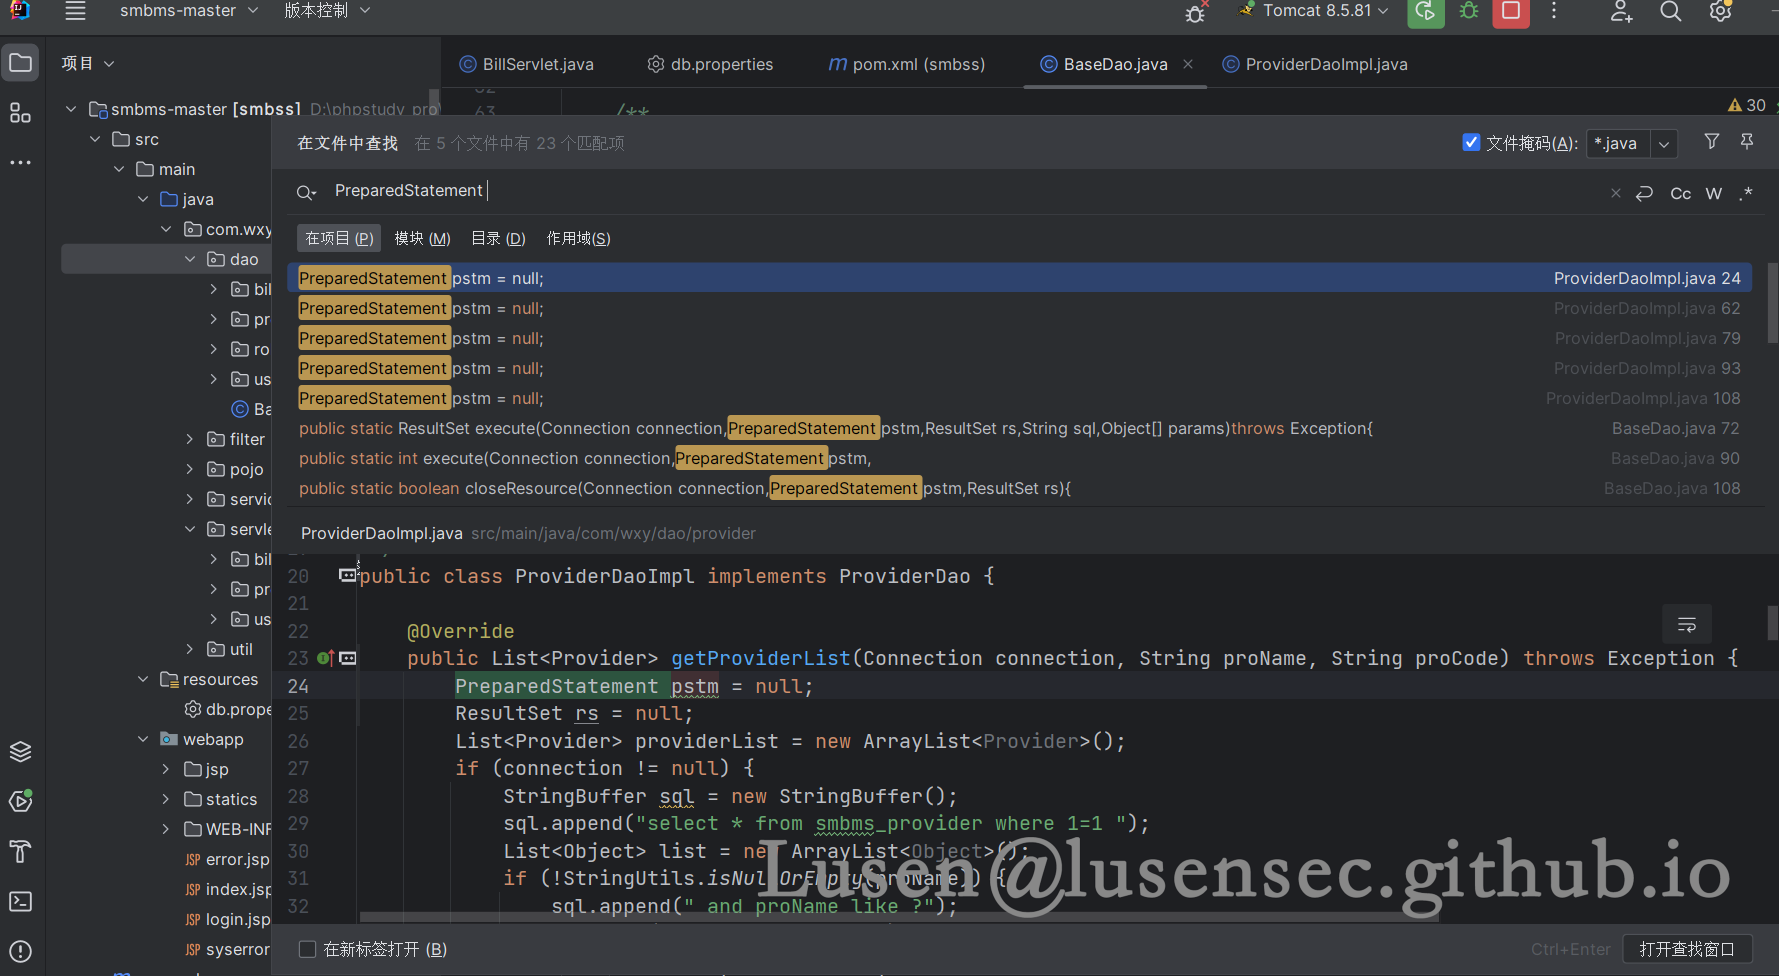 smbms-master 版本控制 Tomcat 8.5.81
项目
BillServlet.java db.properties pom.xml (smbss) BaseDao.java ProviderDaoImpl.java
smbms-master [smbss] D:\phpstudy_pro\
63 /**
30
src
main
java
com.wxy
dao
bil
pr
ro
us
Ba
filter
pojo
servic
servle
bil
pr
us
util
resources
db.prope
webapp
jsp
statics
WEB-INF
JSP error.jsp
JSP index.jsp
JSP login.jsp
JSP syserror
在文件中查找 在 5 个文件中有 23 个匹配项 文件掩码(A): *.java
PreparedStatement Cc W .*
在项目 (P) 模块 (M) 目录 (D) 作用域(S)
PreparedStatement pstm = null; ProviderDaoImpl.java 24
PreparedStatement pstm = null; ProviderDaoImpl.java 62
PreparedStatement pstm = null; ProviderDaoImpl.java 79
PreparedStatement pstm = null; ProviderDaoImpl.java 93
PreparedStatement pstm = null; ProviderDaoImpl.java 108
public static ResultSet execute(Connection connection,PreparedStatement pstm,ResultSet rs,String sql,Object[] params)throws Exception{ BaseDao.java 72
public static int execute(Connection connection,PreparedStatement pstm, BaseDao.java 90
public static boolean closeResource(Connection connection,PreparedStatement pstm,ResultSet rs){ BaseDao.java 108
ProviderDaoImpl.java src/main/java/com/wxy/dao/provider
20 public class ProviderDaoImpl implements ProviderDao {
21
22 @Override
23 public List<Provider> getProviderList(Connection connection, String proName, String proCode) throws Exception {
24 PreparedStatement pstm = null;
25 ResultSet rs = null;
26 List<Provider> providerList = new ArrayList<Provider>();
27 if (connection != null) {
28 StringBuffer sql = new StringBuffer();
29 sql.append("select * from smbms_provider where 1=1 ");
30 List<Object> list = new ArrayList<Object>();
31 if (!StringUtils.isNullOrEmpty(proName)) {
32 sql.append(" and proName like ?");
Lusen@lusensec.github.io
在新标签打开 (B) Ctrl+Enter 打开查找窗口